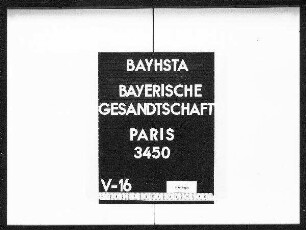 BAYHSTA
BAYERISCHE
GESANDTSCHAFT
PARIS
3450
V-16